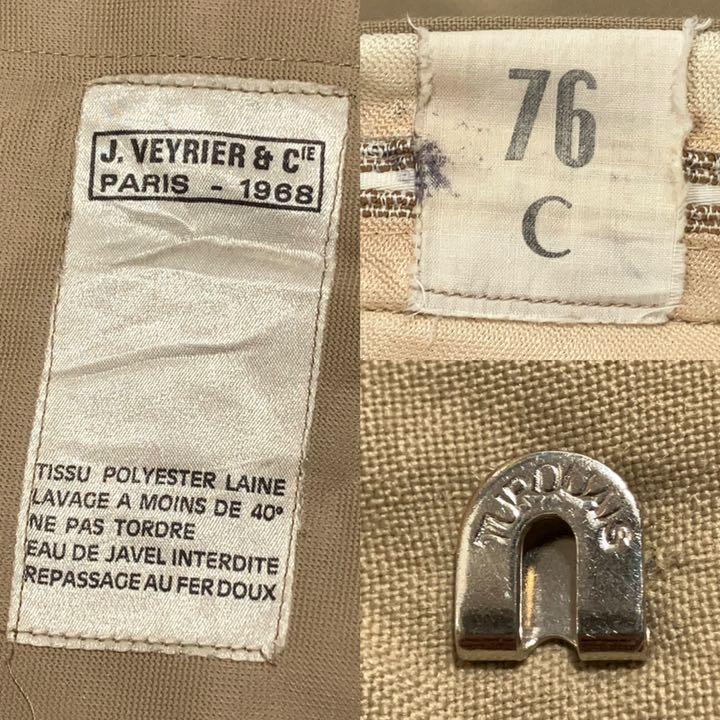 J. VEYRIER & CIE
PARIS - 1968
TISSU POLYESTER LAINE
LAVAGE A MOINS DE 40°
NE PAS TORDRE
EAU DE JAVEL INTERDITE
REPASSAGE AU FER DOUX
76
C
TURQUAIS